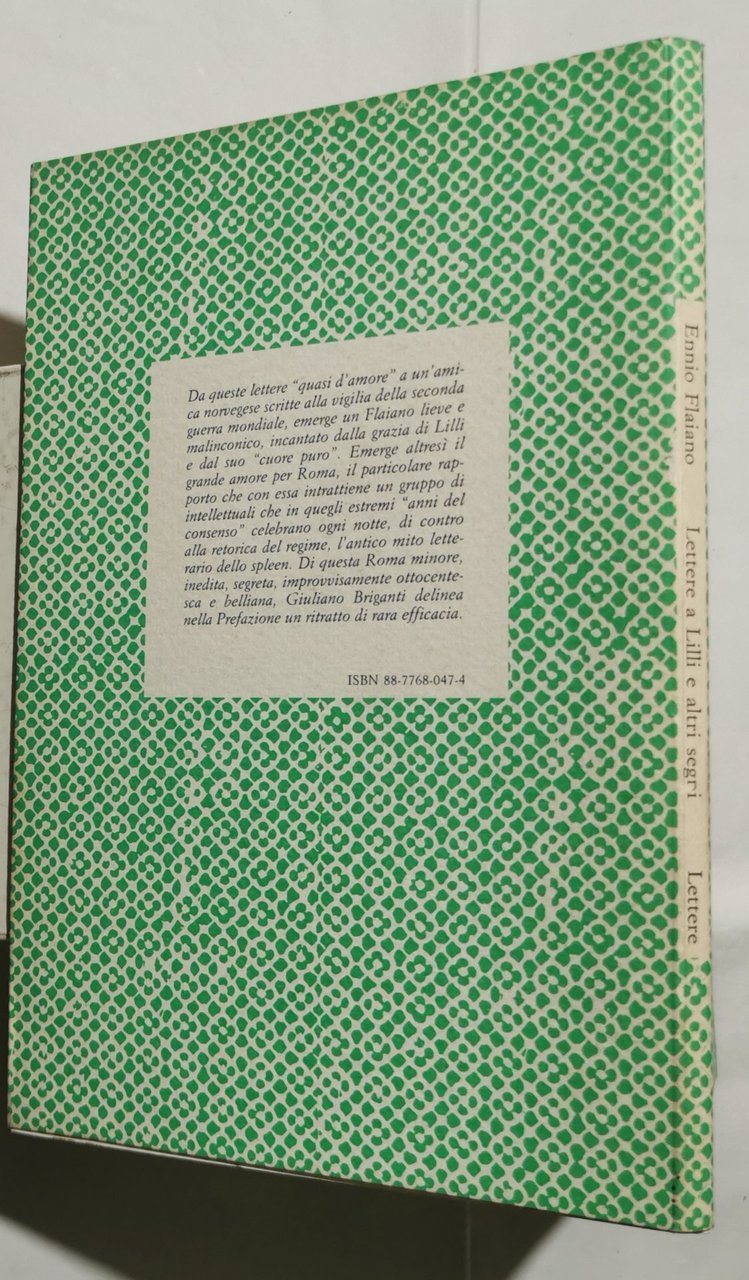 Da queste lettere "quasi d'amore" a un'ami-
ca norvegese scritte alla vigilia della seconda
guerra mondiale, emerge un Flaiano lieve e
malinconico, incantato dalla grazia di Lilli
e dal suo "cuore puro". Emerge altresì il
grande amore per Roma, il particolare rap-
porto che con essa intrattiene un gruppo di
intellettuali che in quegli estremi "anni del
consenso" celebrano ogni notte, di contro
alla retorica del regime, l'antico mito lette-
rario dello spleen. Di questa Roma minore,
inedita, segreta, improvvisamente ottocente-
sca e belliana, Giuliano Briganti delinea
nella Prefazione un ritratto di rara efficacia.
ISBN 88-7768-047-4
Ennio Flaiano Lettere a Lilli e altri segni Lettere